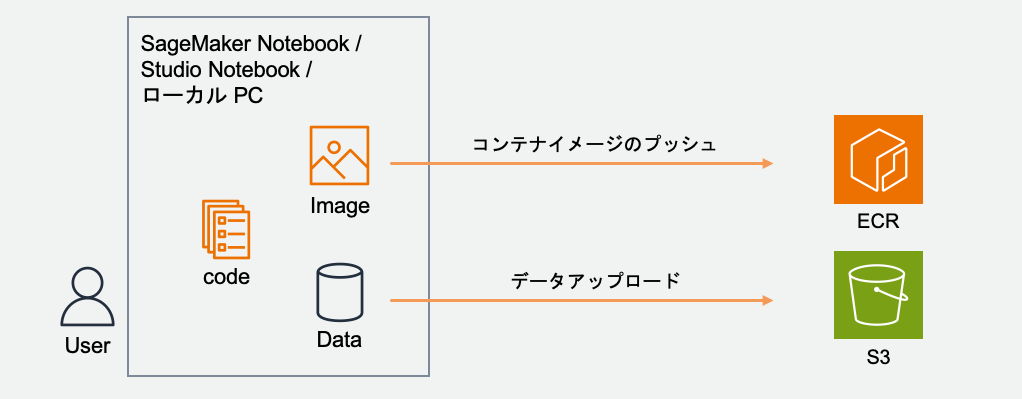 SageMaker Notebook /
Studio Notebook /
ローカル PC
コンテナイメージのプッシュ
Image
ECR
code
データアップロード
User
Data
S3